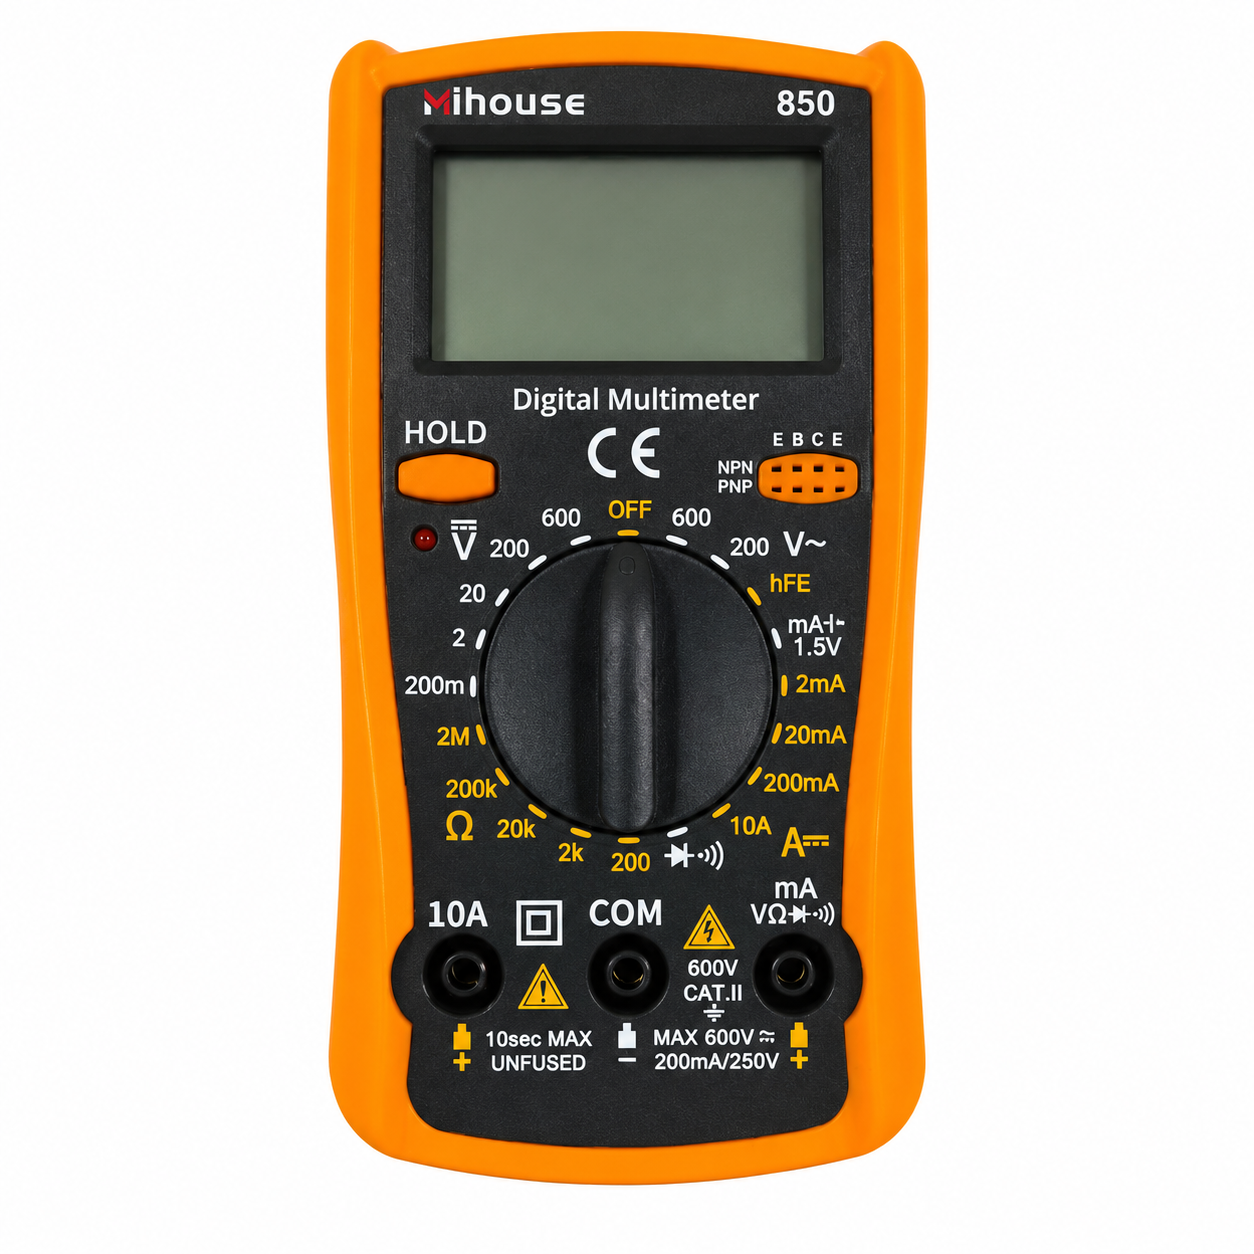 Mihouse 850
Digital Multimeter
HOLD
CE
E B C E
NPN
PNP
OFF
600
600
V
200
200
V~
20
hFE
2
mA
1.5V
200m
2mA
2M
20mA
200k
200mA
Ω
20k
10A
A
2k
200
10A
COM
mA
VΩ
600V
CAT.II
10sec MAX
UNFUSED
MAX 600V
200mA/250V
+
−
+